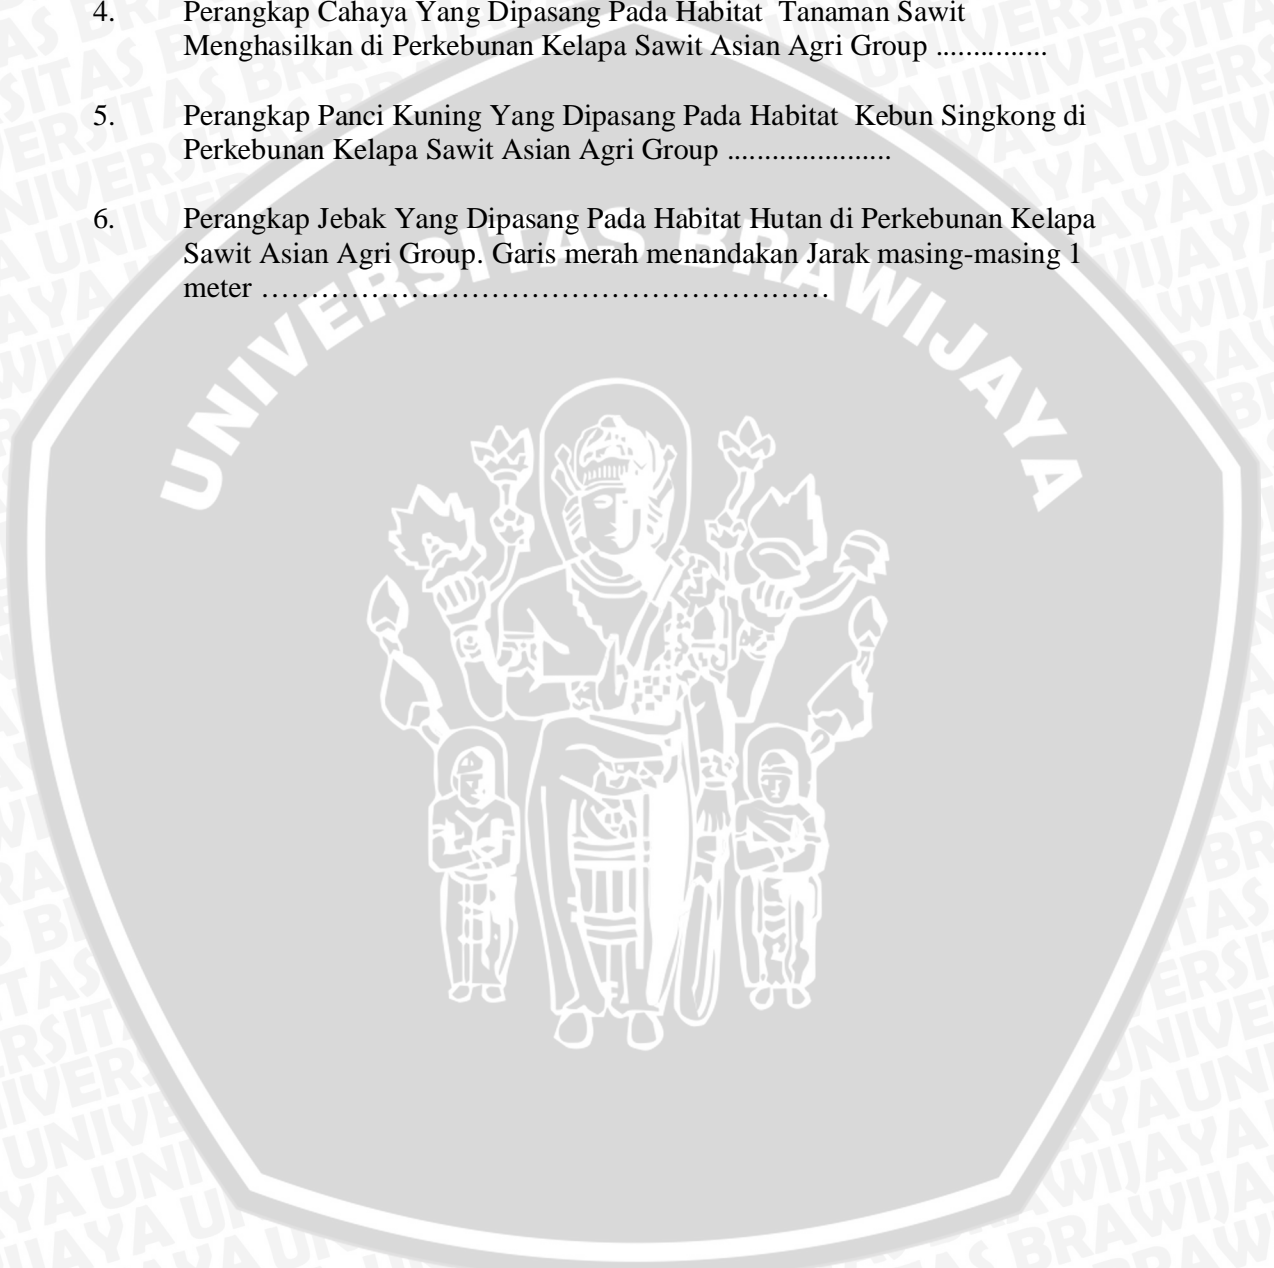 4. Perangkap Cahaya Yang Dipasang Pada Habitat Tanaman Sawit
Menghasilkan di Perkebunan Kelapa Sawit Asian Agri Group ...............
5. Perangkap Panci Kuning Yang Dipasang Pada Habitat Kebun Singkong di
Perkebunan Kelapa Sawit Asian Agri Group ......................
6. Perangkap Jebak Yang Dipasang Pada Habitat Hutan di Perkebunan Kelapa
Sawit Asian Agri Group. Garis merah menandakan Jarak masing-masing 1
meter …………………………………………………
UNIVERSITAS BRAWIJAYA